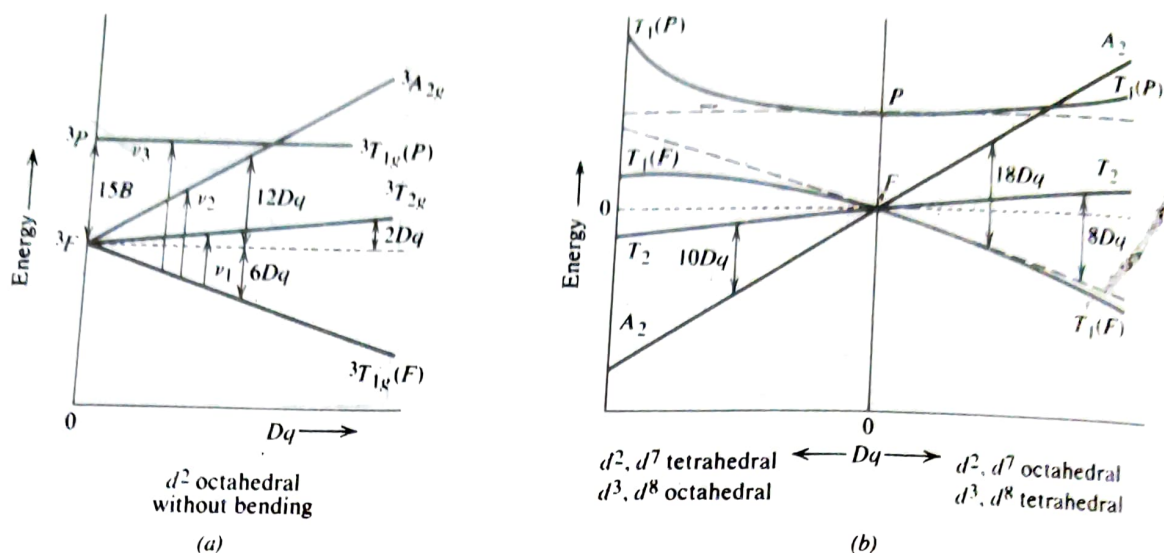 Energy
³P
³F
15B
ν₃
ν₂
ν₁
12Dq
6Dq
2Dq
³A₂g
³T₁g(P)
³T₂g
³T₁g(F)
0
Dq
d² octahedral
without bending
(a)
Energy
0
T₁(P)
T₁(F)
T₂
A₂
10Dq
P
F
18Dq
8Dq
A₂
T₁(P)
T₂
T₁(F)
0
Dq
d², d⁷ tetrahedral
d³, d⁸ octahedral
d², d⁷ octahedral
d³, d⁸ tetrahedral
(b)